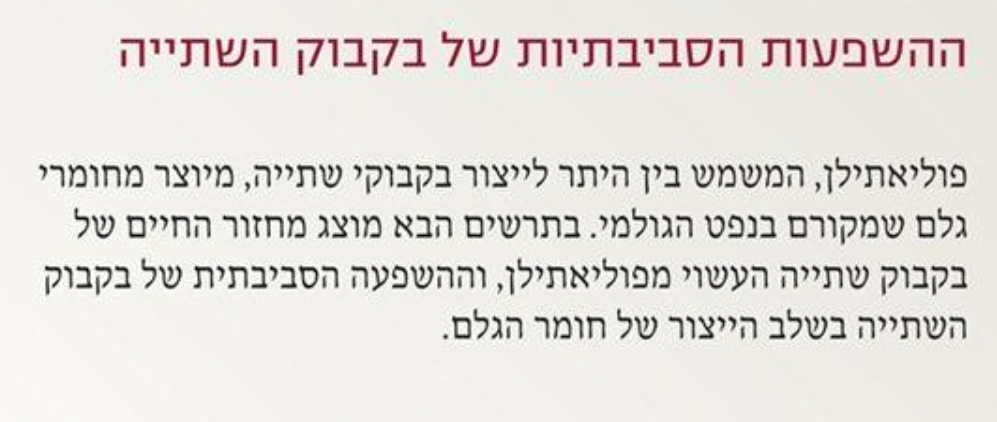 ההשפעות הסביבתיות של בקבוק השתייה
פוליאתילן, המשמש בין היתר לייצור בקבוקי שתייה, מיוצר מחומרי
גלם שמקורם בנפט הגולמי. בתרשים הבא מוצג מחזור החיים של
בקבוק שתייה העשוי מפוליאתילן, וההשפעה הסביבתית של בקבוק
השתייה בשלב הייצור של חומר הגלם.